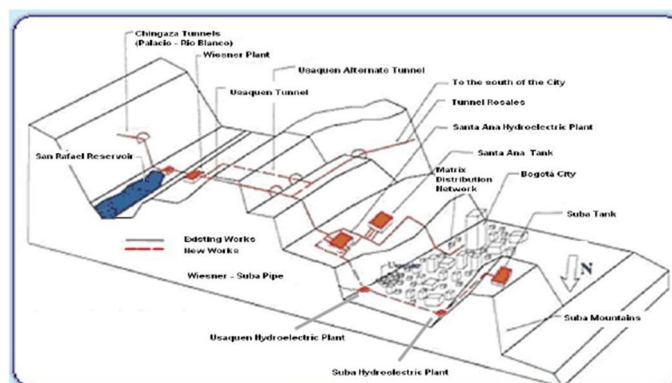 Chingaza Tunnels
(Palacio - Rio Blanco)
Wiesner Plant
Usaquen Alternate Tunnel
Usaquen Tunnel
To the south of the City
Tunnel Rosales
Santa Ana Hydroelectric Plant
San Rafael Reservoir
Santa Ana Tank
Matrix
Distribution
Network
Bogotá City
Suba Tank
Existing Works
New Works
Wiesner - Suba Pipe
N
Usaquen Hydroelectric Plant
Suba Hydroelectric Plant
Suba Mountains